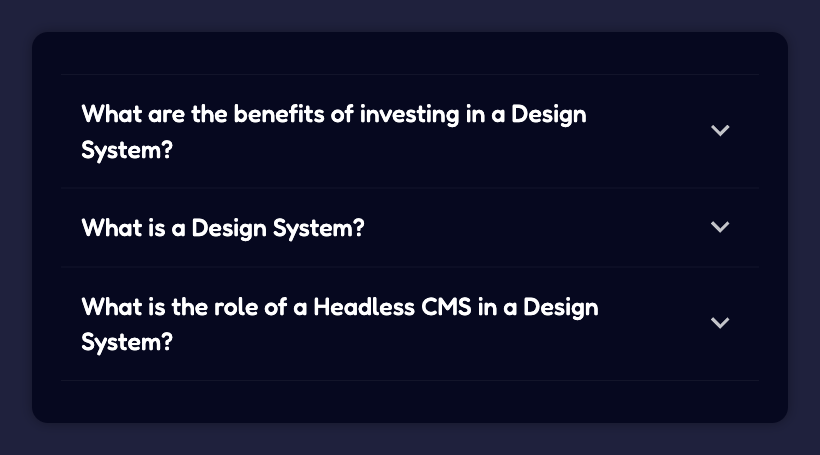 What are the benefits of investing in a Design
System?
What is a Design System?
What is the role of a Headless CMS in a Design
System?